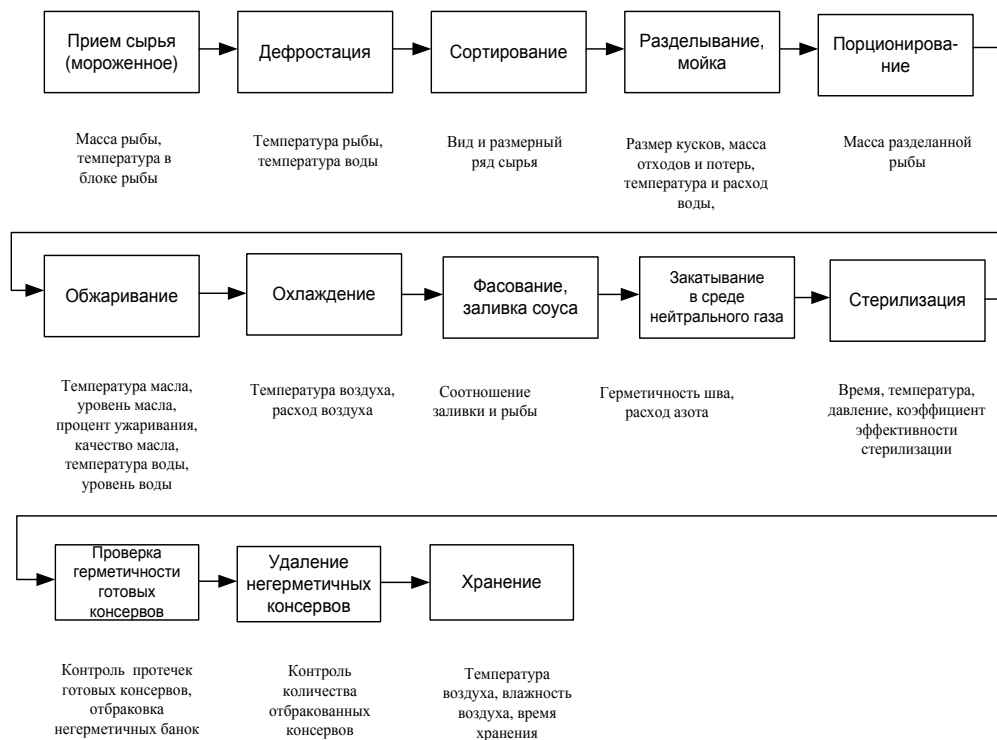 Прием сырья
(мороженное)
Дефростация
Сортирование
Разделывание,
мойка
Порционирова-
ние
Масса рыбы,
температура в
блоке рыбы
Температура рыбы,
температура воды
Вид и размерный
ряд сырья
Размер кусков, масса
отходов и потерь,
температура и расход
воды,
Масса разделанной
рыбы
Обжаривание
Охлаждение
Фасование,
заливка соуса
Закатывание
в среде
нейтрального газа
Стерилизация
Температура масла,
уровень масла,
процент ужаривания,
качество масла,
температура воды,
уровень воды
Температура воздуха,
расход воздуха
Соотношение
заливки и рыбы
Герметичность шва,
расход азота
Время, температура,
давление, коэффициент
эффективности
стерилизации
Проверка
герметичности
готовых
консервов
Удаление
негерметичных
консервов
Хранение
Контроль протечек
готовых консервов,
отбраковка
негерметичных банок
Контроль
количества
отбракованных
консервов
Температура
воздуха, влажность
воздуха, время
хранения